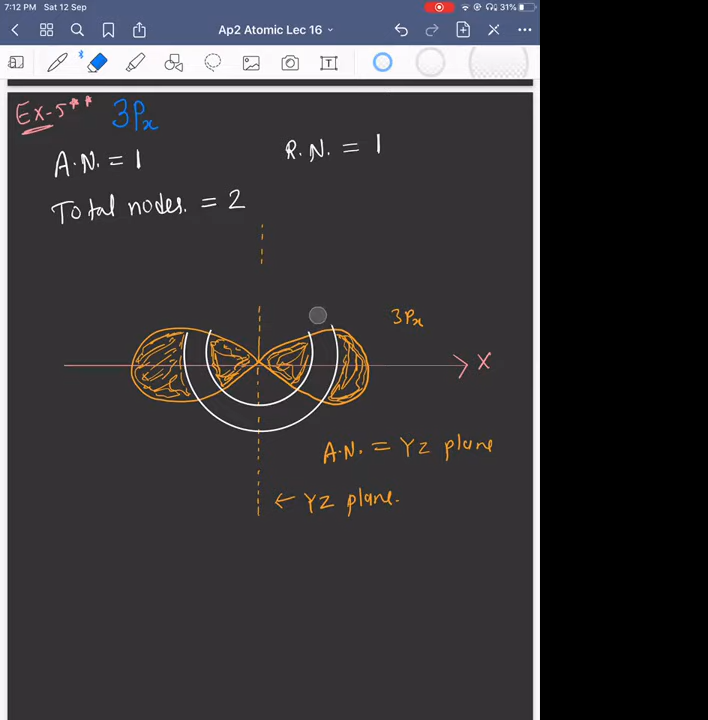 7:12 PM Sat 12 Sep 31%
Ap2 Atomic Lec 16
T
Ex-5** 3Px
A.N. = 1 R.N. = 1
Total nodes. = 2
3Px
X
A.N. = YZ plane
← YZ plane.